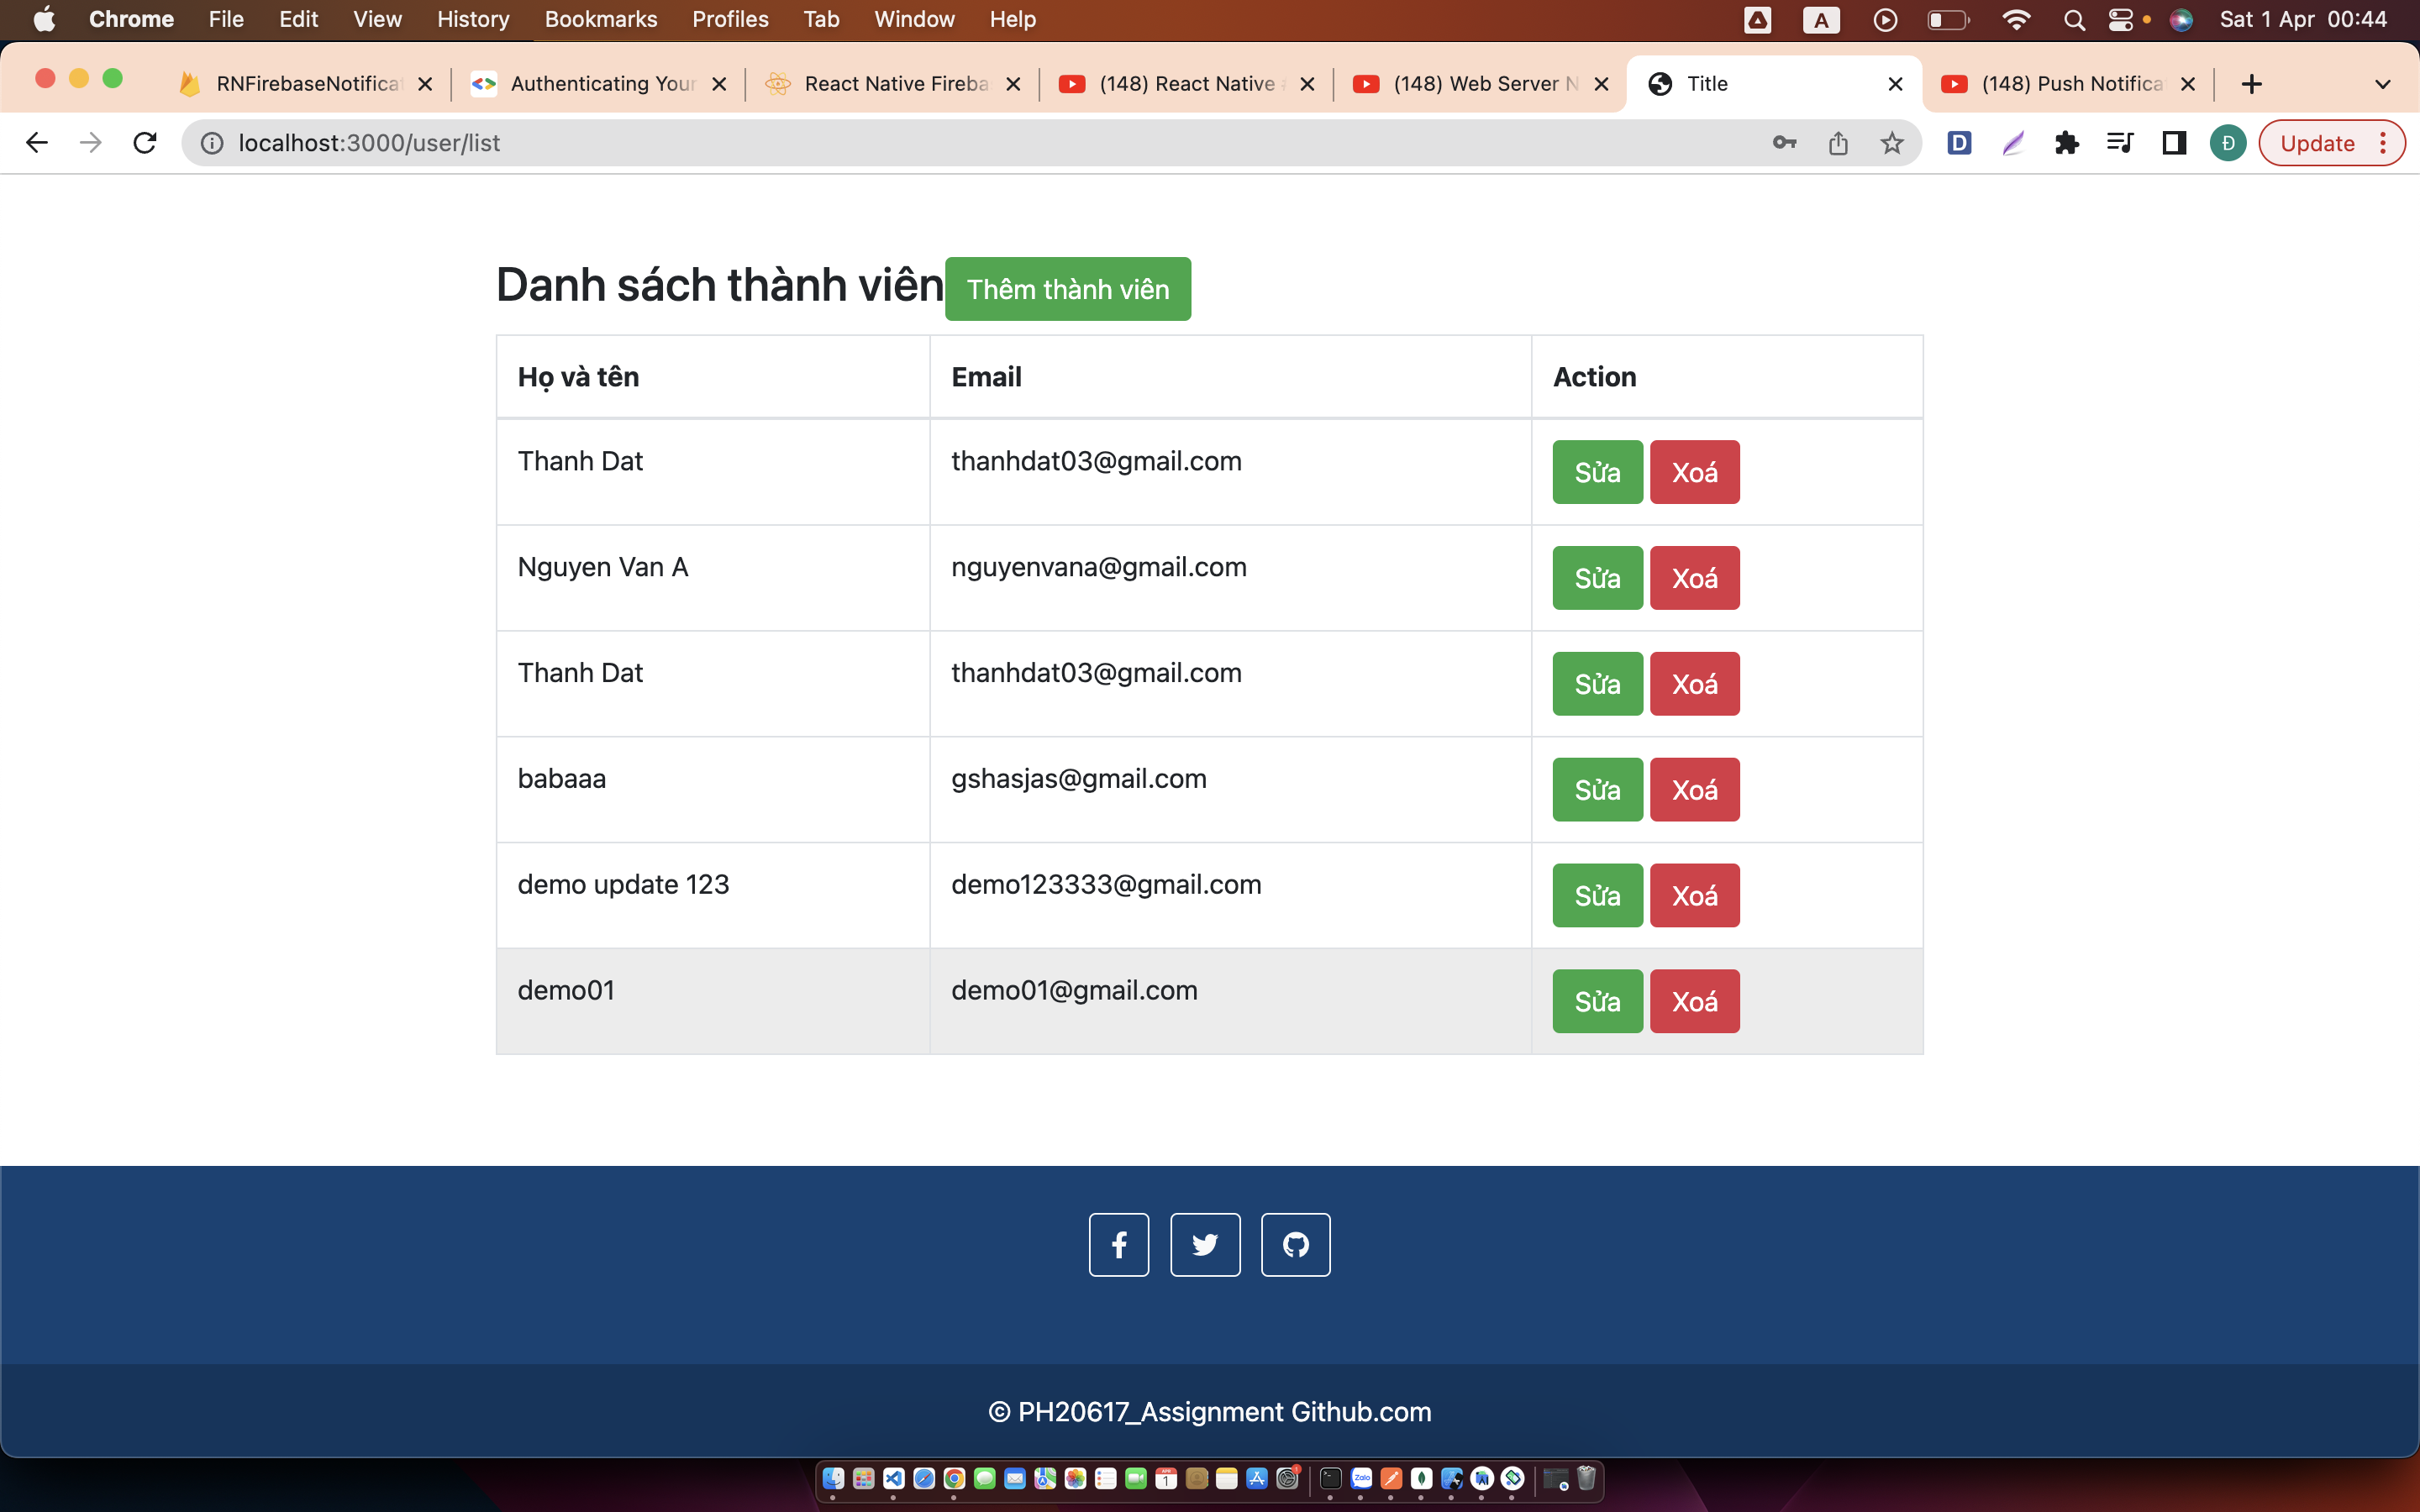 Chrome File Edit View History Bookmarks Profiles Tab Window Help A Sat 1 Apr 00:44
RNFirebaseNotificat Authenticating Your React Native Fireba (148) React Native (148) Web Server N Title (148) Push Notifica
localhost:3000/user/list D Đ Update
Danh sách thành viên Thêm thành viên
Họ và tên Email Action
Thanh Dat thanhdat03@gmail.com Sửa Xoá
Nguyen Van A nguyenvana@gmail.com Sửa Xoá
Thanh Dat thanhdat03@gmail.com Sửa Xoá
babaaa gshasjas@gmail.com Sửa Xoá
demo update 123 demo123333@gmail.com Sửa Xoá
demo01 demo01@gmail.com Sửa Xoá
© PH20617_Assignment Github.com
1 Zalo